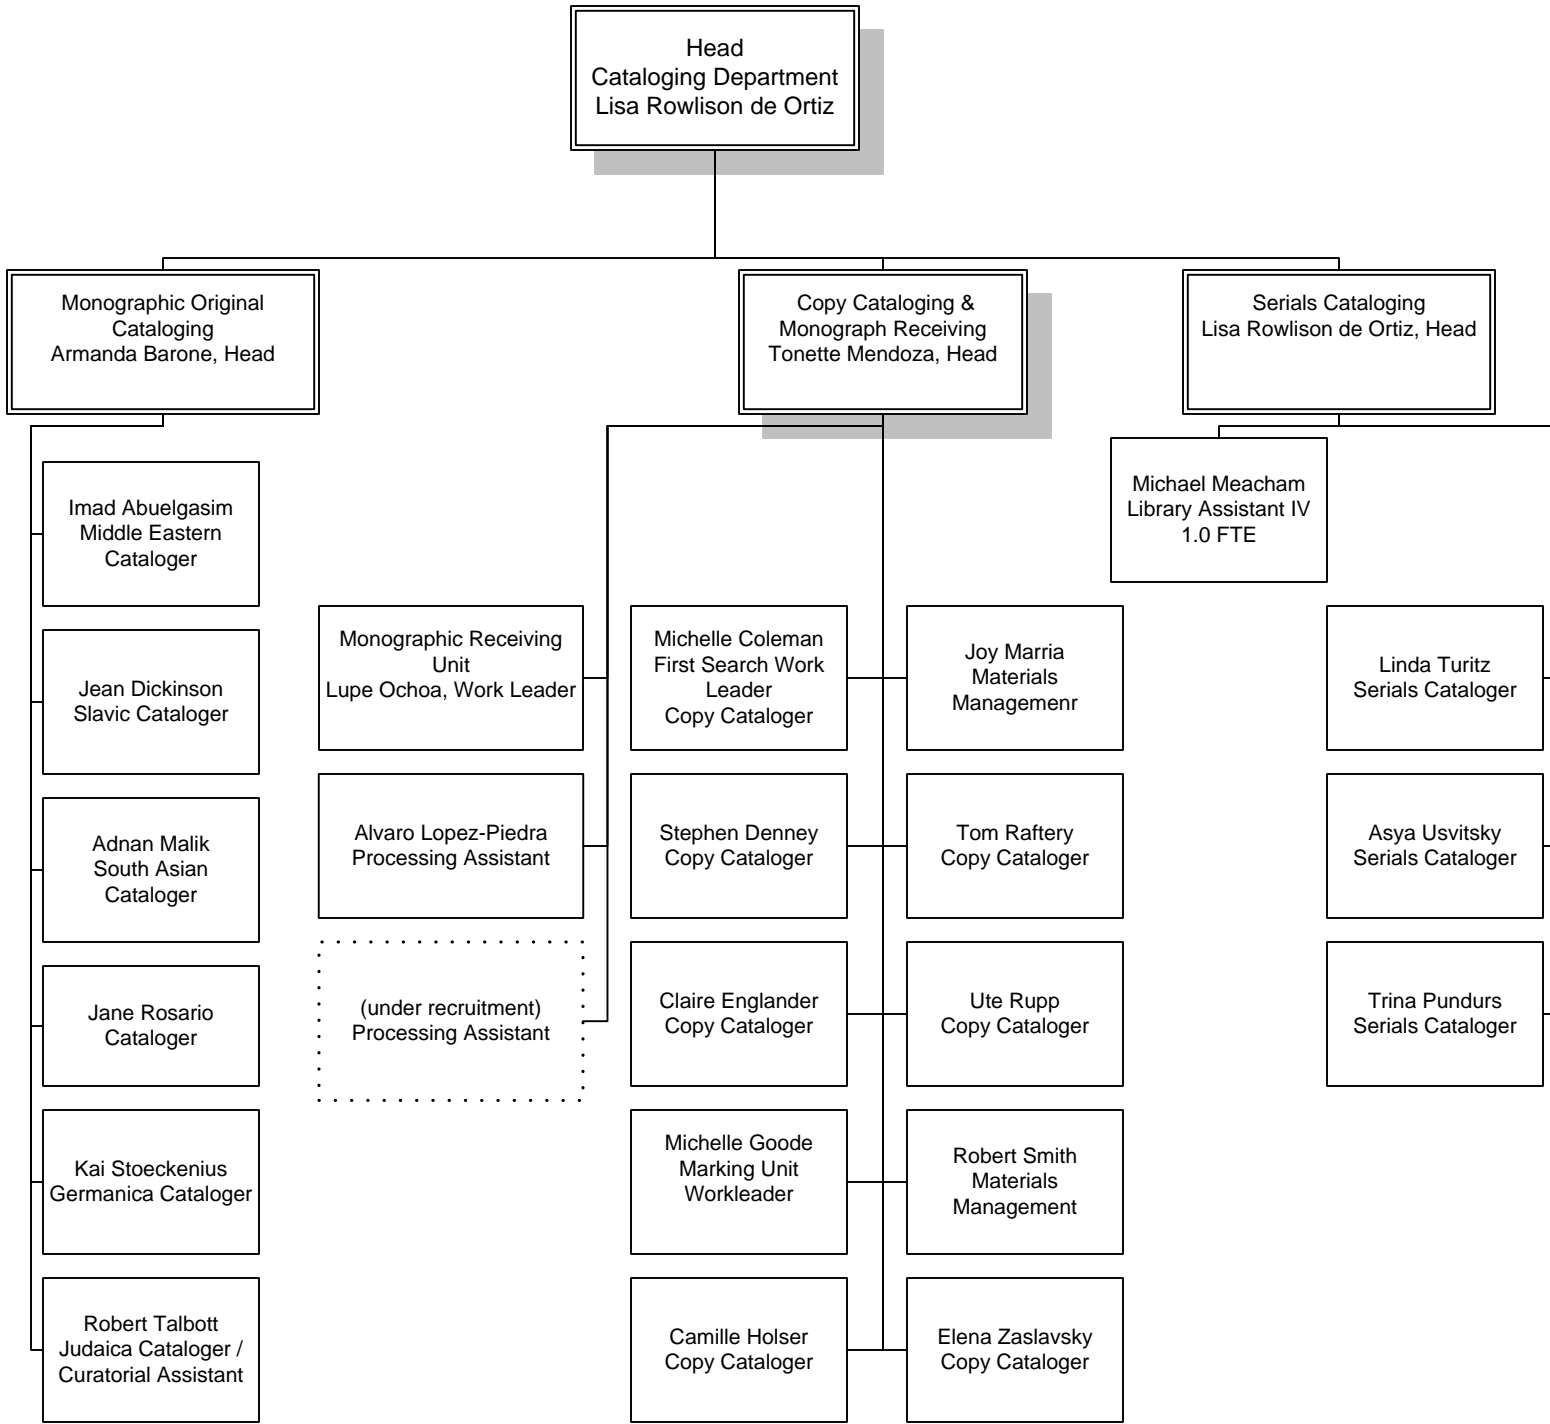 Head
Cataloging Department
Lisa Rowlison de Ortiz
Monographic Original
Cataloging
Armanda Barone, Head
Copy Cataloging &
Monograph Receiving
Tonette Mendoza, Head
Serials Cataloging
Lisa Rowlison de Ortiz, Head
Imad Abuelgasim
Middle Eastern
Cataloger
Jean Dickinson
Slavic Cataloger
Adnan Malik
South Asian
Cataloger
Jane Rosario
Cataloger
Kai Stoeckenius
Germanica Cataloger
Robert Talbott
Judaica Cataloger /
Curatorial Assistant
Monographic Receiving
Unit
Lupe Ochoa, Work Leader
Alvaro Lopez-Piedra
Processing Assistant
(under recruitment)
Processing Assistant
Michelle Coleman
First Search Work
Leader
Copy Cataloger
Stephen Denney
Copy Cataloger
Claire Englander
Copy Cataloger
Michelle Goode
Marking Unit
Workleader
Camille Holser
Copy Cataloger
Joy Marria
Materials
Managemenr
Tom Raftery
Copy Cataloger
Ute Rupp
Copy Cataloger
Robert Smith
Materials
Management
Elena Zaslavsky
Copy Cataloger
Michael Meacham
Library Assistant IV
1.0 FTE
Linda Turitz
Serials Cataloger
Asya Usvitsky
Serials Cataloger
Trina Pundurs
Serials Cataloger